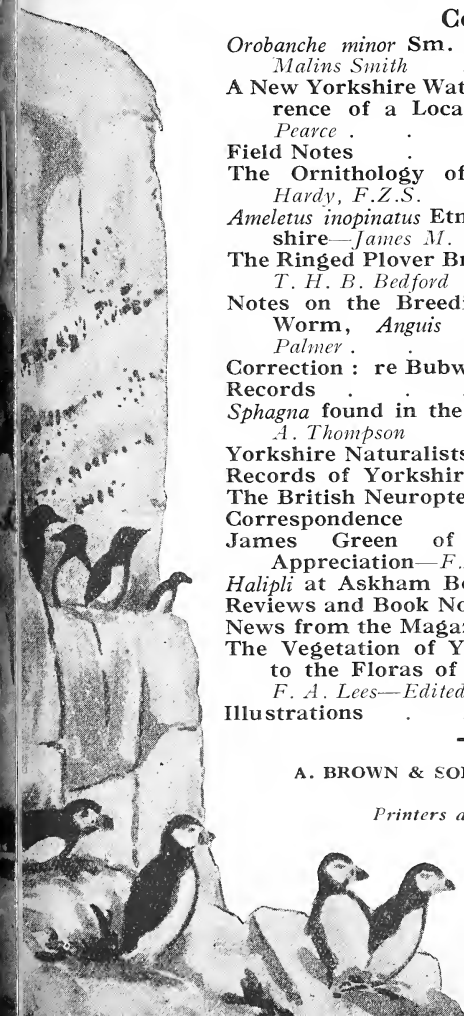 Co
Orobanche minor Sm.
Malins Smith
A New Yorkshire Wat
rence of a Loca
Pearce . .
Field Notes .
The Ornithology of
Hardy, F.Z.S.
Ameletus inopinatus Etn
shire—James M.
The Ringed Plover Br
T. H. B. Bedford
Notes on the Breedi
Worm, Anguis
Palmer . .
Correction : re Bubw
Records . . .
Sphagna found in the
A. Thompson
Yorkshire Naturalists
Records of Yorkshir
The British Neuropte
Correspondence
James Green of
Appreciation—F.
Halipli at Askham Bo
Reviews and Book No
News from the Magaz
The Vegetation of Y
to the Floras of
F. A. Lees—Edited
Illustrations . .
A. BROWN & SON
Printers a